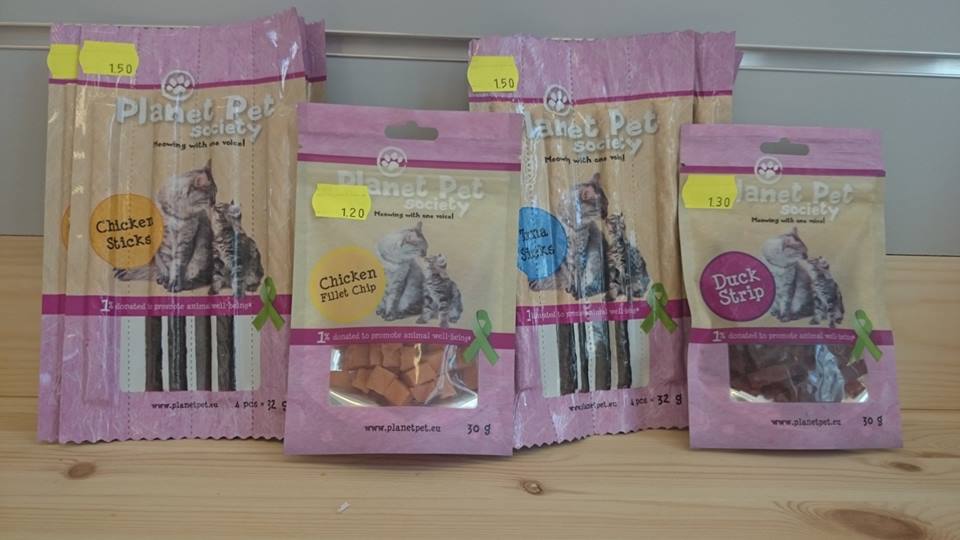 1.50
Planet Pet
society
Meowing with one voice!
Chicken
Sticks
1% donated to promote animal well-being*
www.planetpet.eu
4 pcs = 32 g
1.20
Planet Pet
society
Meowing with one voice!
Chicken
Fillet Chip
1% donated to promote animal well-being*
www.planetpet.eu
30 g
1.50
Planet Pet
society
Meowing with one voice!
Tuna
Sticks
1% donated to promote animal well-being*
www.planetpet.eu
4 pcs = 32 g
1.30
Planet Pet
society
Meowing with one voice!
Duck
Strip
1% donated to promote animal well-being*
www.planetpet.eu
30 g